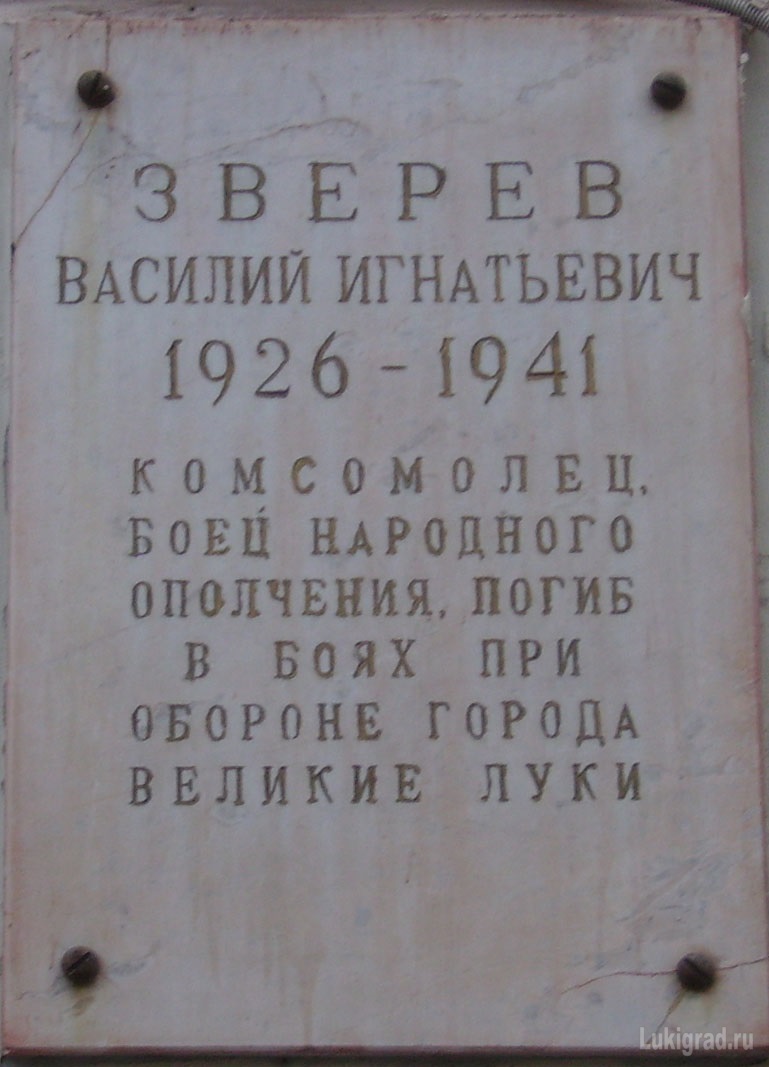 ЗВЕРЕВ
ВАСИЛИЙ ИГНАТЬЕВИЧ
1926 - 1941
КОМСОМОЛЕЦ,
БОЕЦ НАРОДНОГО
ОПОЛЧЕНИЯ, ПОГИБ
В БОЯХ ПРИ
ОБОРОНЕ ГОРОДА
ВЕЛИКИЕ ЛУКИ
Lukigrad.ru